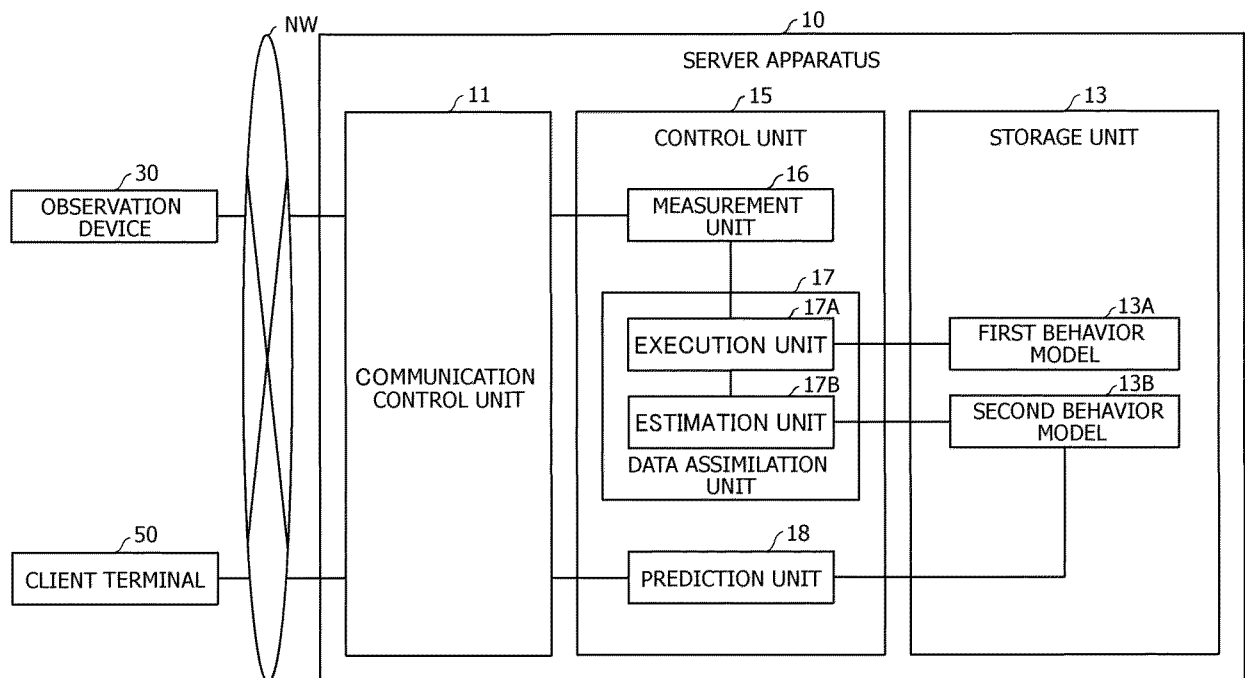 NW
10
SERVER APPARATUS
11
15
13
CONTROL UNIT
STORAGE UNIT
30
OBSERVATION
DEVICE
16
MEASUREMENT
UNIT
17
17A
EXECUTION UNIT
13A
FIRST BEHAVIOR
MODEL
COMMUNICATION
CONTROL UNIT
17B
ESTIMATION UNIT
13B
SECOND BEHAVIOR
MODEL
DATA ASSIMILATION
UNIT
50
CLIENT TERMINAL
18
PREDICTION UNIT